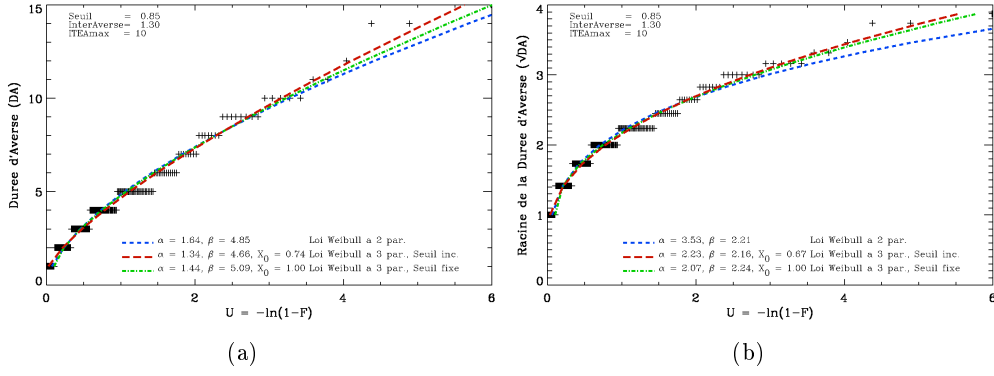 Seuil = 0.85
InterAverse= 1.30
ITEAmax = 10
15
10
5
0
Duree d'Averse (DA)
α = 1.64, β = 4.85 Loi Weibull a 2 par.
α = 1.34, β = 4.66, X0 = 0.74 Loi Weibull a 3 par., Seuil inc.
α = 1.44, β = 5.09, X0 = 1.00 Loi Weibull a 3 par., Seuil fixe
0 2 4 6
U = -ln(1-F)
(a)
Seuil = 0.85
InterAverse= 1.30
ITEAmax = 10
4
3
2
1
0
Racine de la Duree d'Averse (√DA)
α = 3.53, β = 2.21 Loi Weibull a 2 par.
α = 2.23, β = 2.16, X0 = 0.67 Loi Weibull a 3 par., Seuil inc.
α = 2.07, β = 2.24, X0 = 1.00 Loi Weibull a 3 par., Seuil fixe
0 2 4 6
U = -ln(1-F)
(b)